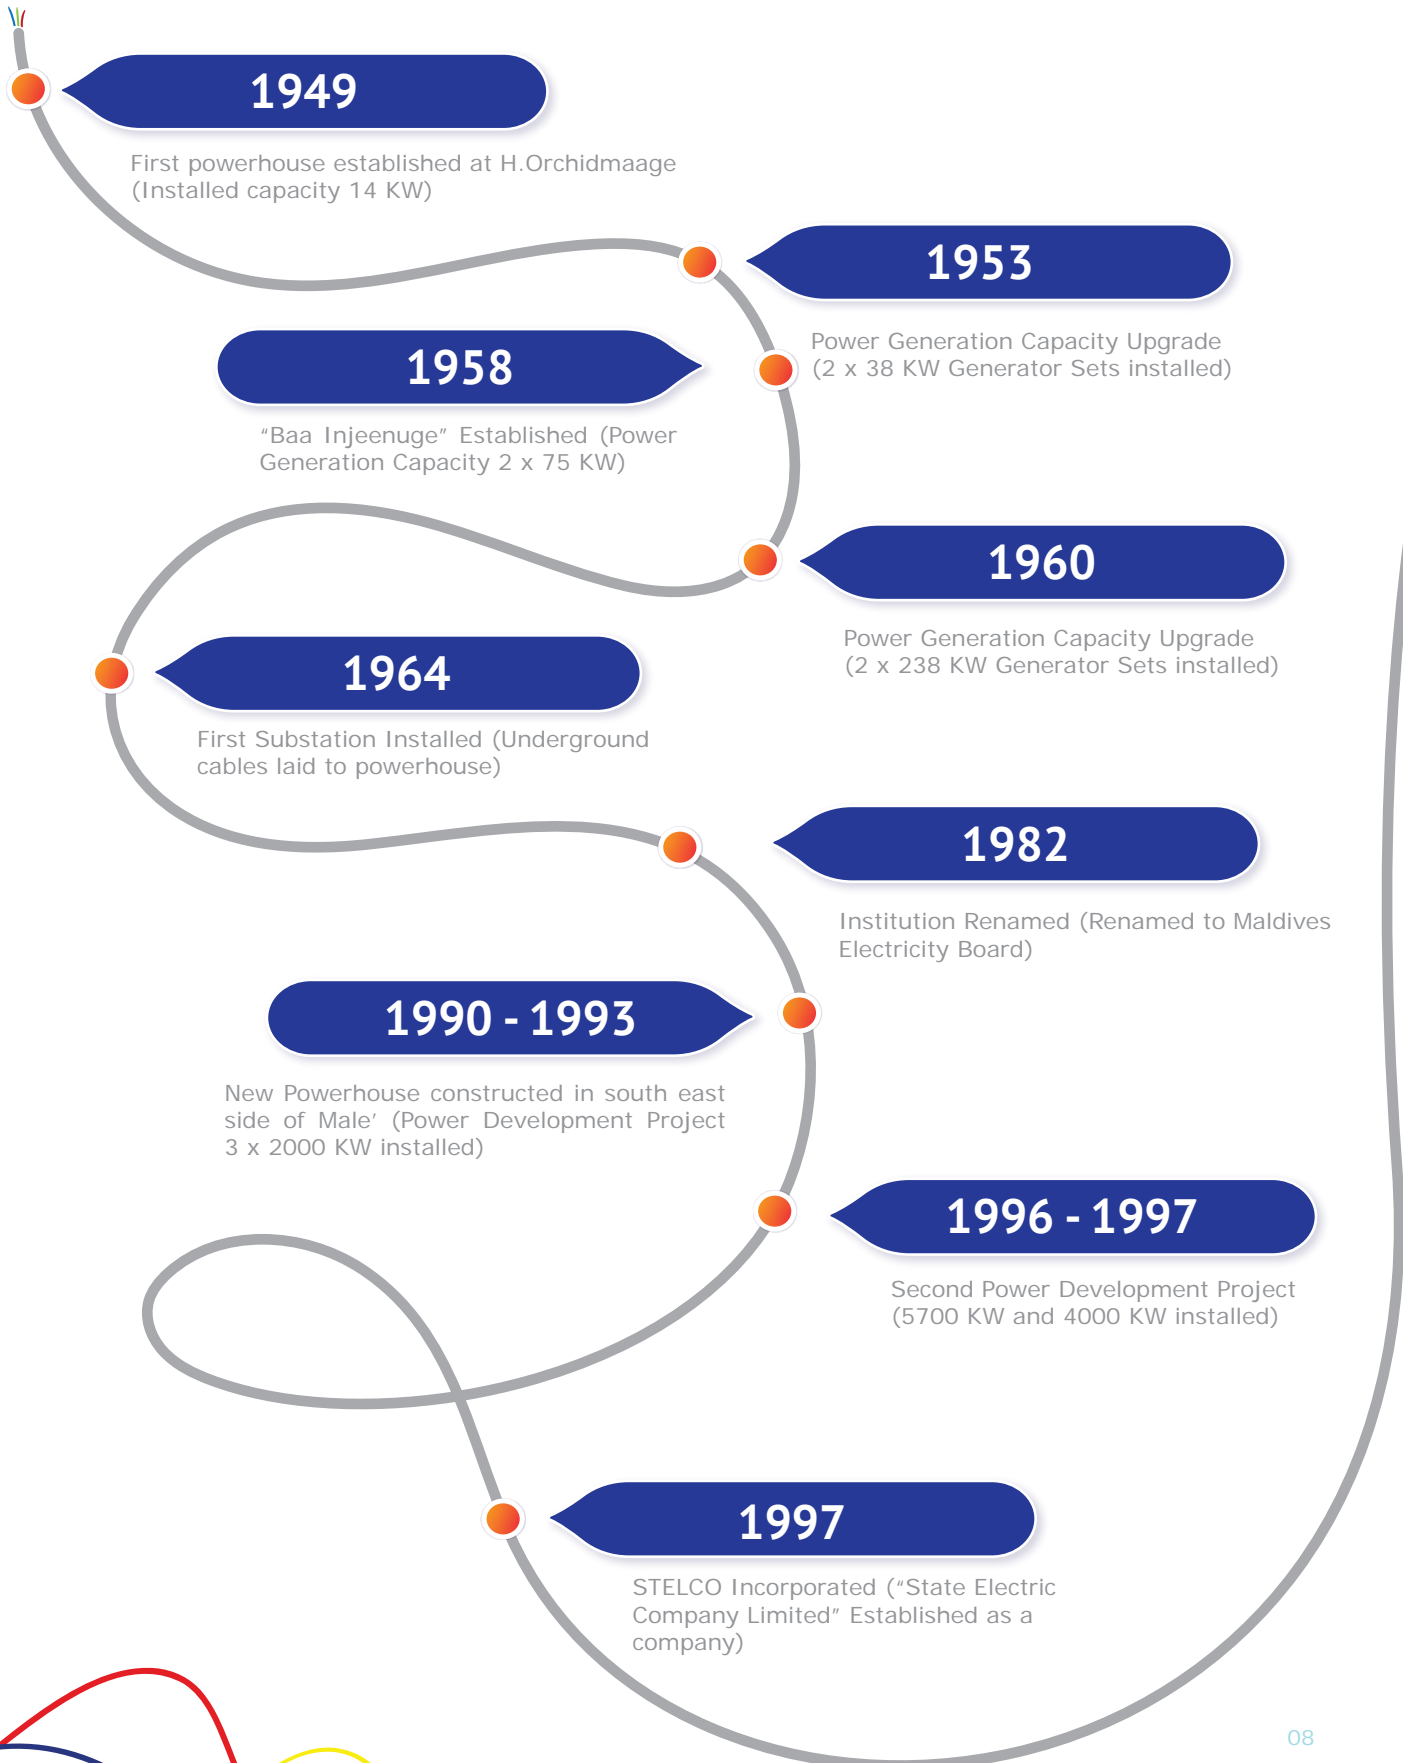 1949
First powerhouse established at H.Orchidmaage
(Installed capacity 14 KW)
1953
Power Generation Capacity Upgrade
(2 x 38 KW Generator Sets installed)
1958
“Baa Injeenuge” Established (Power
Generation Capacity 2 x 75 KW)
1960
Power Generation Capacity Upgrade
(2 x 238 KW Generator Sets installed)
1964
First Substation Installed (Underground
cables laid to powerhouse)
1982
Institution Renamed (Renamed to Maldives
Electricity Board)
1990 - 1993
New Powerhouse constructed in south east
side of Male’ (Power Development Project
3 x 2000 KW installed)
1996 - 1997
Second Power Development Project
(5700 KW and 4000 KW installed)
1997
STELCO Incorporated (“State Electric
Company Limited” Established as a
company)
08